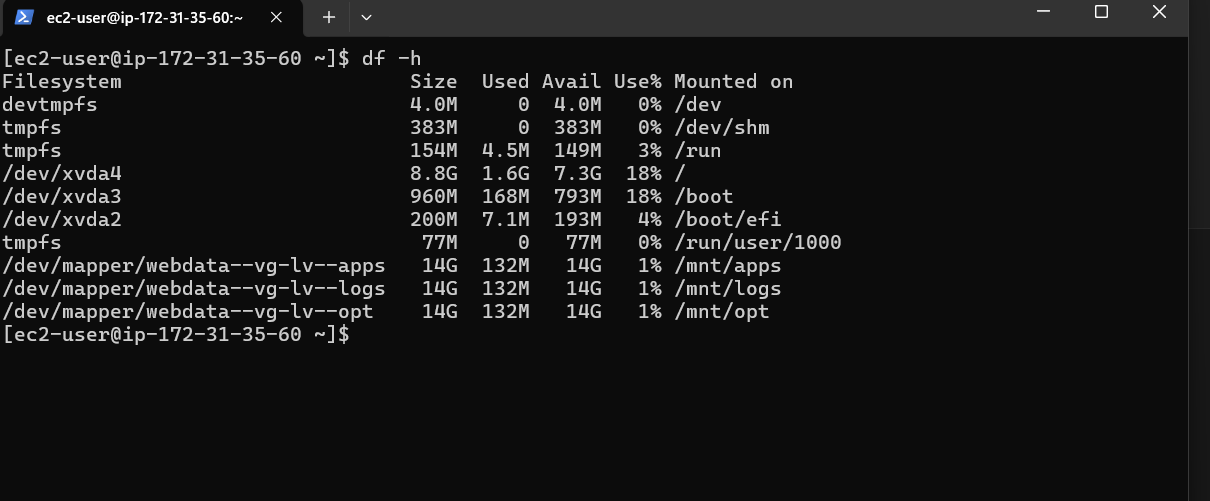 ec2-user@ip-172-31-35-60:~
[ec2-user@ip-172-31-35-60 ~]$ df -h
Filesystem                        Size  Used Avail Use% Mounted on
devtmpfs                          4.0M     0  4.0M   0% /dev
tmpfs                             383M     0  383M   0% /dev/shm
tmpfs                             154M  4.5M  149M   3% /run
/dev/xvda4                        8.8G  1.6G  7.3G  18% /
/dev/xvda3                        960M  168M  793M  18% /boot
/dev/xvda2                        200M  7.1M  193M   4% /boot/efi
tmpfs                              77M     0   77M   0% /run/user/1000
/dev/mapper/webdata--vg-lv--apps   14G  132M   14G   1% /mnt/apps
/dev/mapper/webdata--vg-lv--logs   14G  132M   14G   1% /mnt/logs
/dev/mapper/webdata--vg-lv--opt    14G  132M   14G   1% /mnt/opt
[ec2-user@ip-172-31-35-60 ~]$